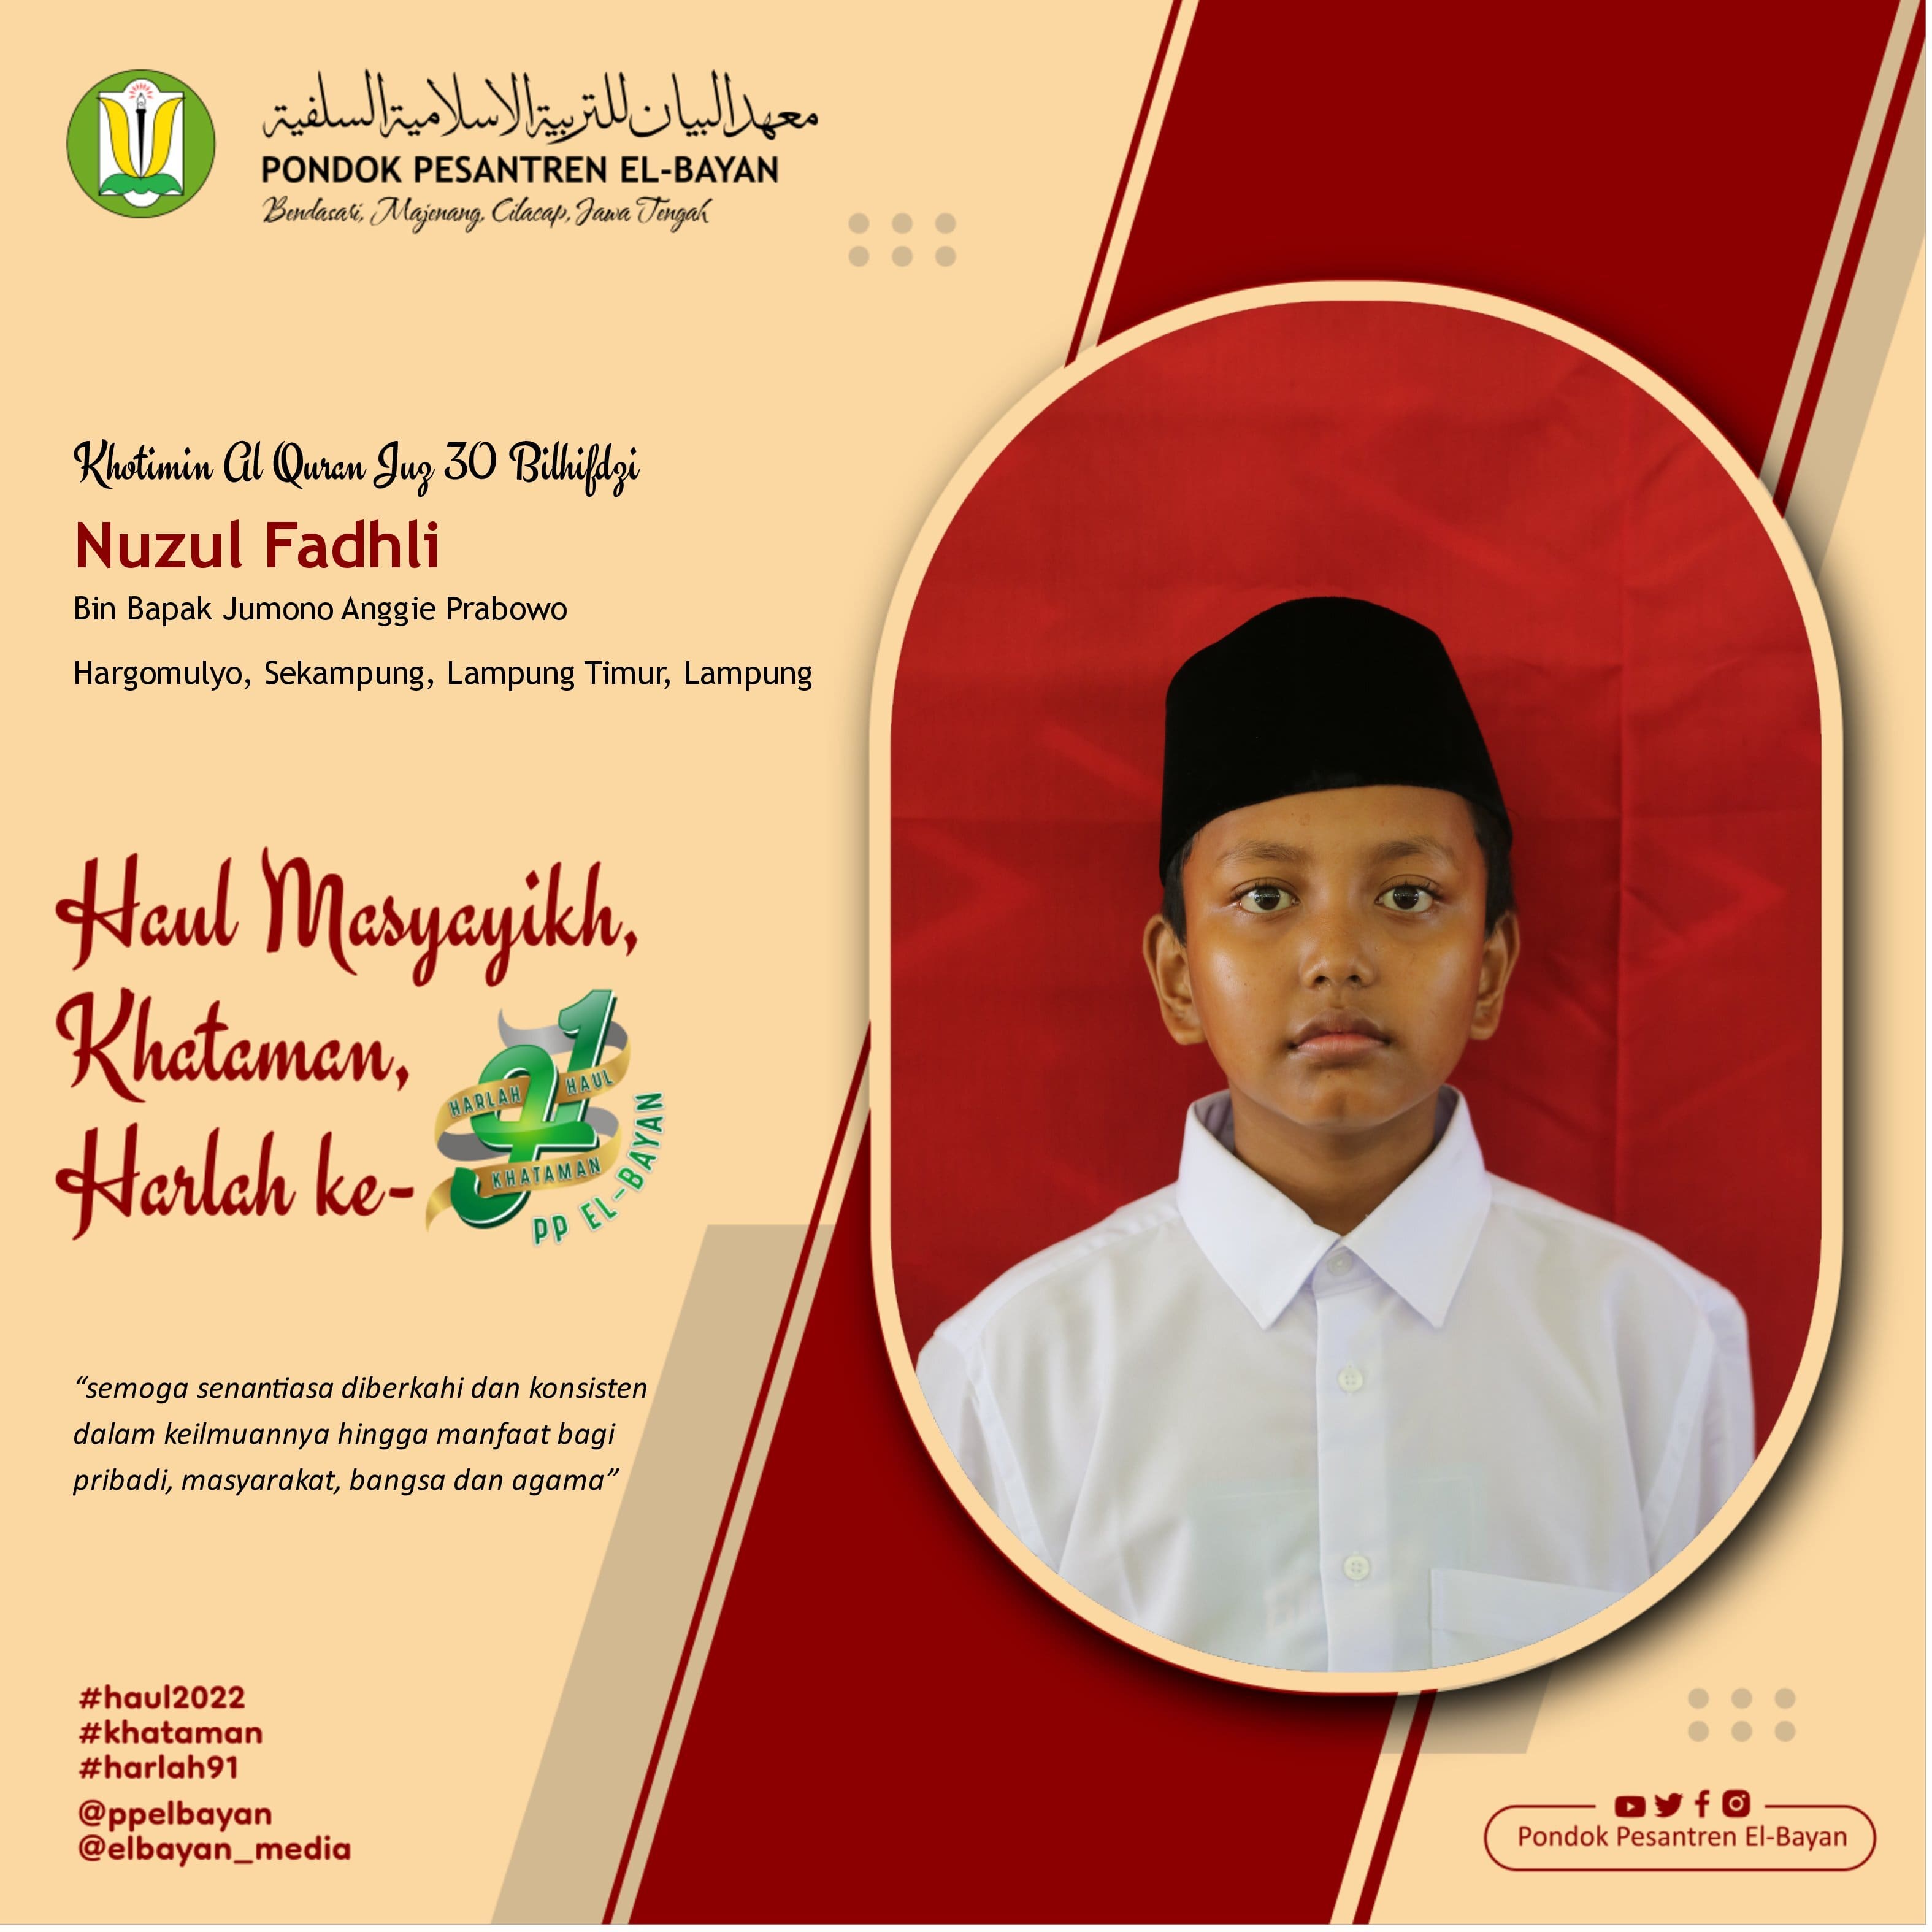 معهد البيان للتربية الاسلامية السلفية
PONDOK PESANTREN EL-BAYAN
Bendasari, Majenang, Cilacap, Jawa Tengah
Khotimin Al Quran Juz 30 Bilhifdzi
Nuzul Fadhli
Bin Bapak Jumono Anggie Prabowo
Hargomulyo, Sekampung, Lampung Timur, Lampung
Haul Masyayikh,
Khataman,
Harlah ke-
91
HARLAH HAUL
KHATAMAN
PP EL-BAYAN
“semoga senantiasa diberkahi dan konsisten
dalam keilmuannya hingga manfaat bagi
pribadi, masyarakat, bangsa dan agama”
#haul2022
#khataman
#harlah91
@ppelbayan
@elbayan_media
Pondok Pesantren El-Bayan